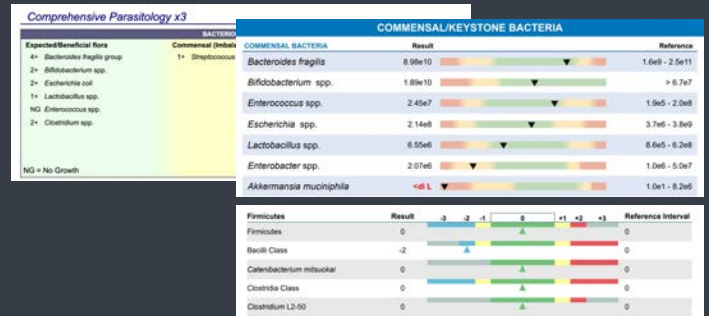 Comprehensive Parasitology x3
Expected/Beneficial flora
4+ Bacteroides fragilis group
2+ Bifidobacterium spp.
2+ Escherichia coli
1+ Lactobacillus spp.
NG Enterococcus spp.
2+ Clostridium spp.
NG = No Growth
BACTERIO
Commensal (Imbala
1+ Streptococcus
COMMENSAL/KEYSTONE BACTERIA
COMMENSAL BACTERIA Result Reference
Bacteroides fragilis 8.98e10 1.6e9 - 2.5e11
Bifidobacterium spp. 1.89e10 > 6.7e7
Enterococcus spp. 2.45e7 1.9e5 - 2.0e8
Escherichia spp. 2.14e8 3.7e6 - 3.8e9
Lactobacillus spp. 6.55e6 8.6e5 - 6.2e8
Enterobacter spp. 2.07e6 1.0e6 - 5.0e7
Akkermansia muciniphila <dl L 1.0e1 - 8.2e6
Firmicutes Result -3 -2 -1 0 +1 +2 +3 Reference Interval
Firmicutes 0 0
Bacilli Class -2 0
Catenibacterium mitsuokai 0 0
Clostridia Class 0 0
Clostridium L2-50 0 0